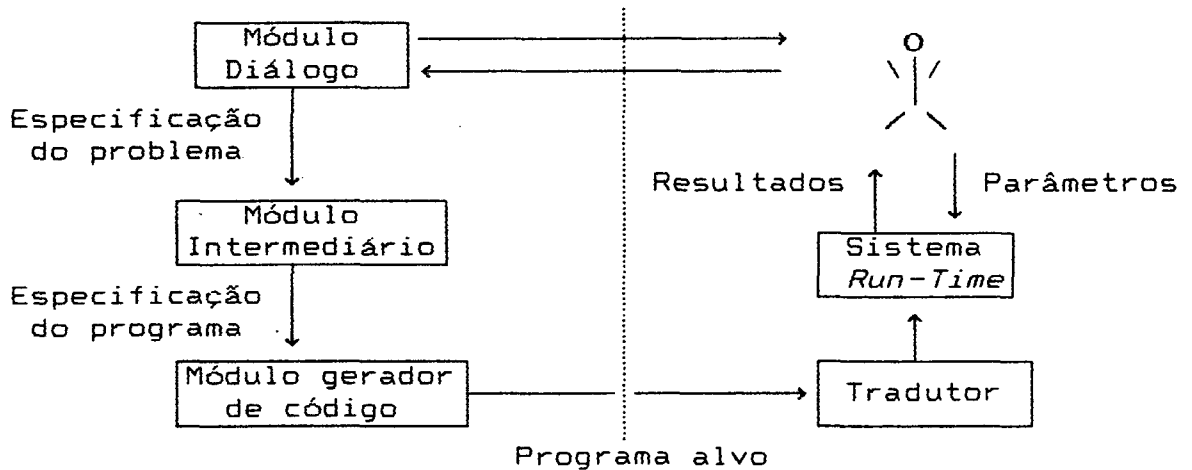 Módulo
Diálogo
Especificação
do problema
Módulo
Intermediário
Especificação
do programa
Módulo gerador
de código
Programa alvo
Resultados
Parâmetros
Sistema
Run-Time
Tradutor